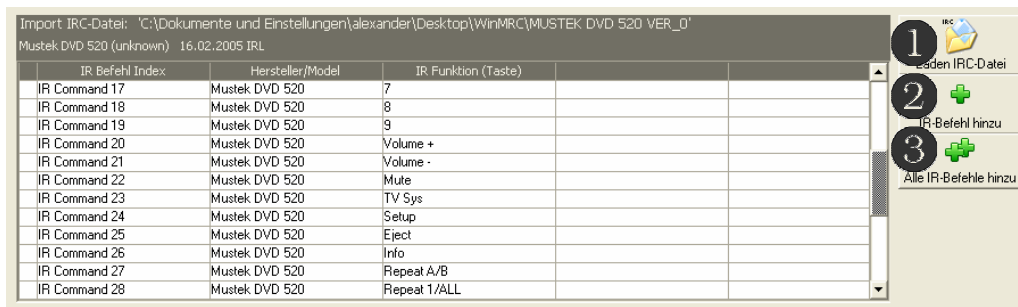 Import IRC-Datei: 'C:\Dokumente und Einstellungen\alexander\Desktop\WinMRC\MUSTEK DVD 520 VER_0'
Mustek DVD 520 (unknown) 16.02.2005 IRL
IR Befehl Index Hersteller/Model IR Funktion (Taste)
IR Command 17 Mustek DVD 520 7
IR Command 18 Mustek DVD 520 8
IR Command 19 Mustek DVD 520 9
IR Command 20 Mustek DVD 520 Volume +
IR Command 21 Mustek DVD 520 Volume -
IR Command 22 Mustek DVD 520 Mute
IR Command 23 Mustek DVD 520 TV Sys
IR Command 24 Mustek DVD 520 Setup
IR Command 25 Mustek DVD 520 Eject
IR Command 26 Mustek DVD 520 Info
IR Command 27 Mustek DVD 520 Repeat A/B
IR Command 28 Mustek DVD 520 Repeat 1/ALL
IRC
1
Laden IRC-Datei
2
IR-Befehl hinzu
3
Alle IR-Befehle hinzu